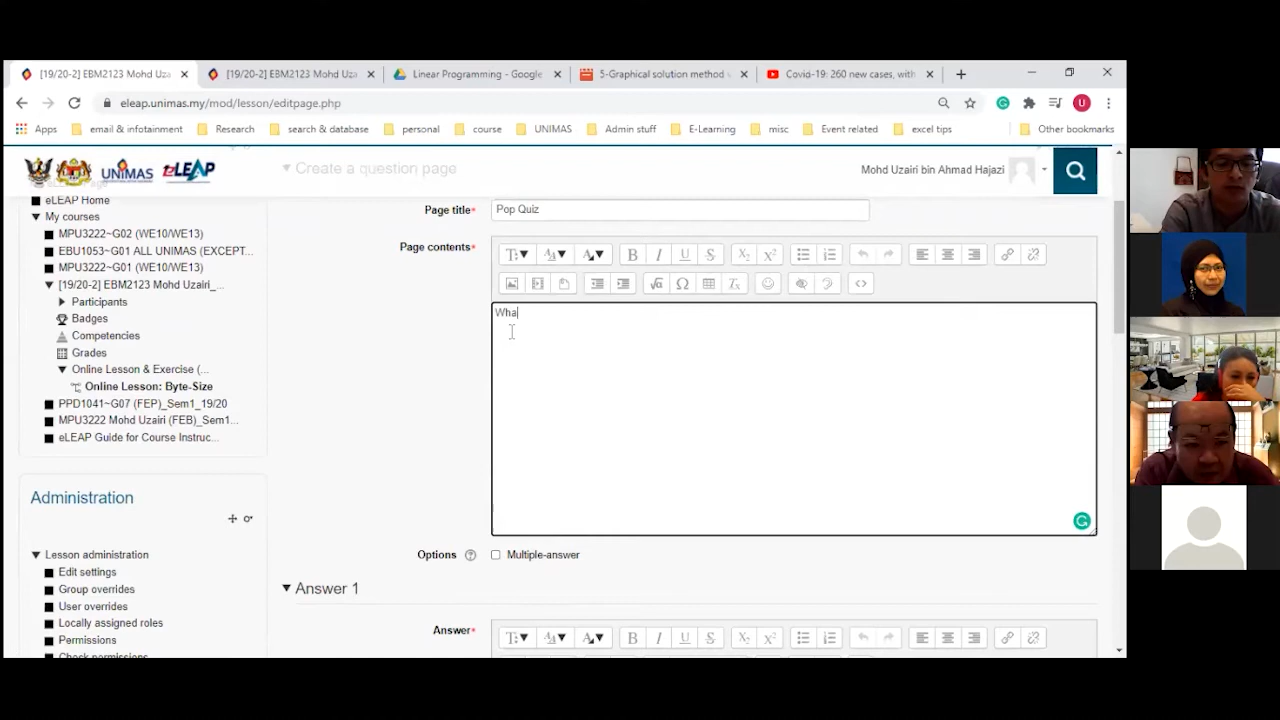 [19/20-2] EBM2123 Mohd Uza
[19/20-2] EBM2123 Mohd Uza
Linear Programming - Google
5-Graphical solution method
Covid-19: 260 new cases, with
eleap.unimas.my/mod/lesson/editpage.php
Apps
email & infotainment
Research
search & database
personal
course
UNIMAS
Admin stuff
E-Learning
misc
Event related
excel tips
Other bookmarks
UNIMAS
eLEAP
Create a question page
Mohd Uzairi bin Ahmad Hajazi
eLEAP Home
My courses
MPU3222~G02 (WE10/WE13)
EBU1053~G01 ALL UNIMAS (EXCEPT...
MPU3222~G01 (WE10/WE13)
[19/20-2] EBM2123 Mohd Uzairi_...
Participants
Badges
Competencies
Grades
Online Lesson & Exercise (...
Online Lesson: Byte-Size
PPD1041~G07 (FEP)_Sem1_19/20
MPU3222 Mohd Uzairi (FEB)_Sem1...
eLEAP Guide for Course Instruc...
Administration
Lesson administration
Edit settings
Group overrides
User overrides
Locally assigned roles
Permissions
Check permissions
Page title*
Pop Quiz
Page contents*
Wha
Options
Multiple-answer
Answer 1
Answer*